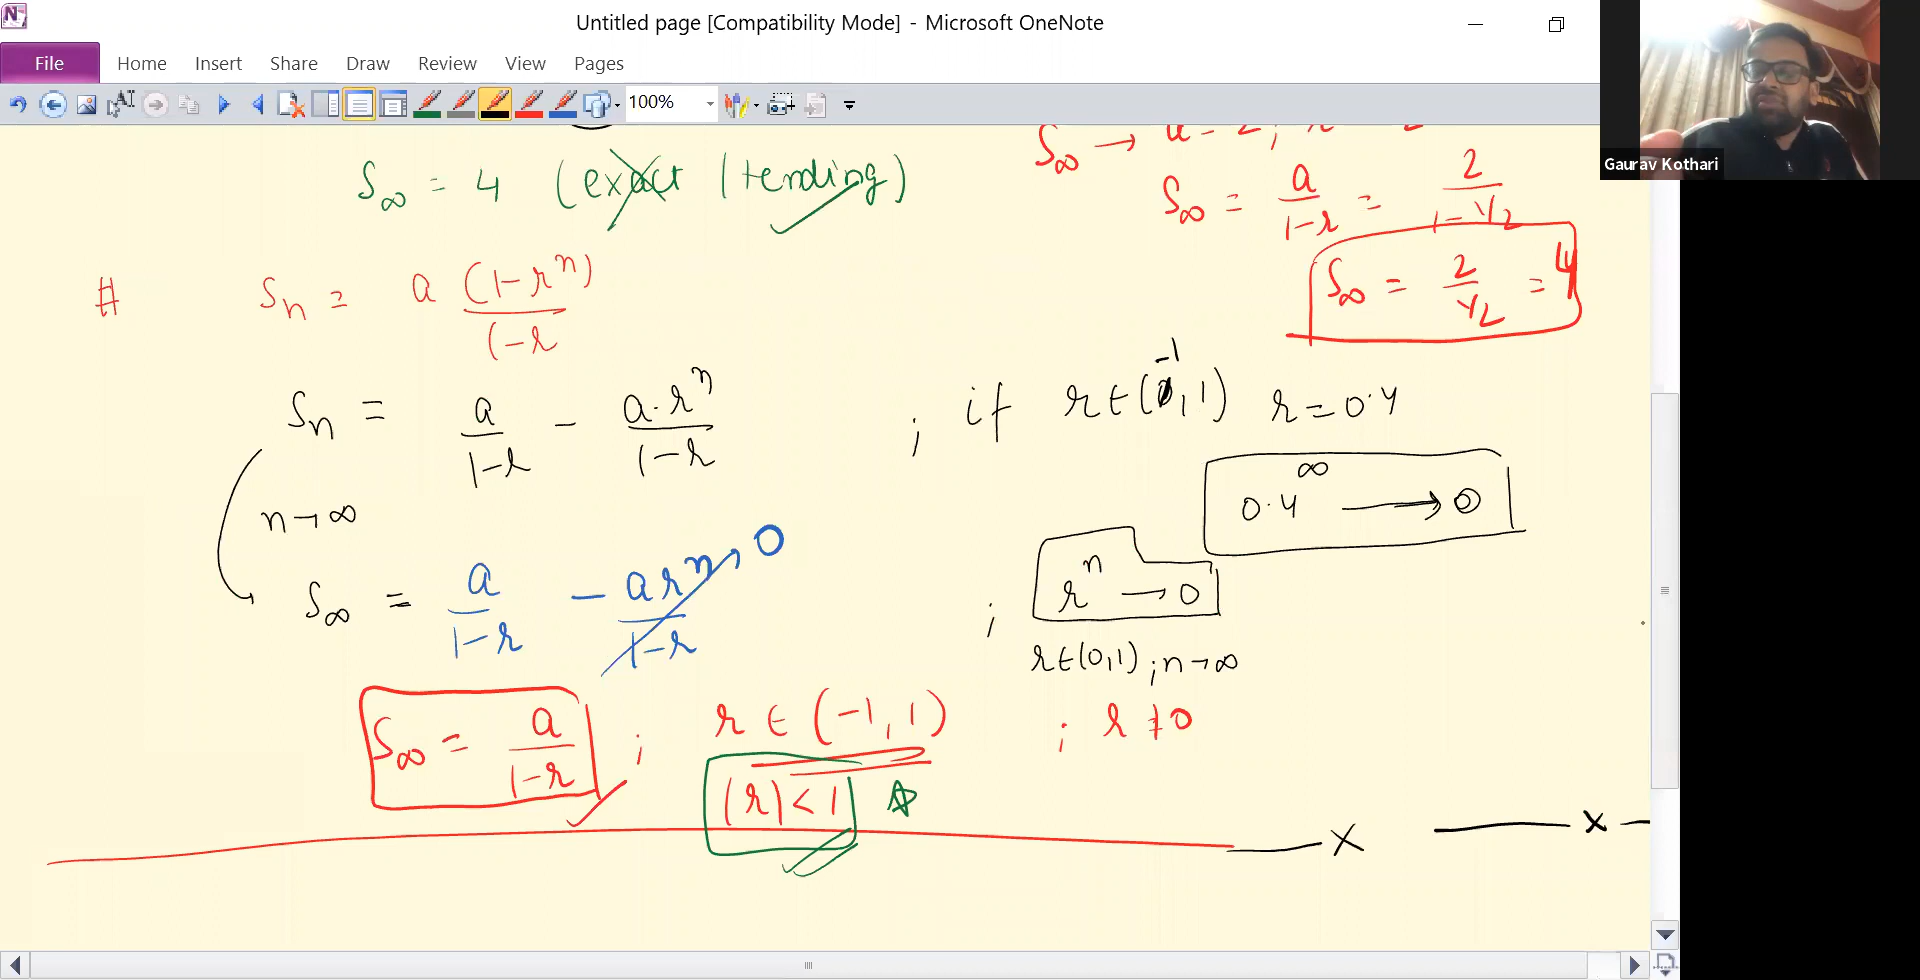 Untitled page [Compatibility Mode] - Microsoft OneNote
File Home Insert Share Draw Review View Pages
100%
Gaurav Kothari
S∞ = 4 (exact / tending)
S∞ →
S∞ = a/(1-r) = 2/(1-1/2)
S∞ = 2/(1/2) = 4
# Sn = a (1-r^n)/(1-r)
Sn = a/(1-r) - a·r^n/(1-r) ; if r∈(-1,1) r=0.4
n→∞
0.4^∞ → 0
S∞ = a/(1-r) - ar^n/(1-r) → 0 ; r^n → 0
r∈(0,1) ; n→∞
S∞ = a/(1-r) ; r ∈ (-1,1) ; r≠0
|r|<1
x x